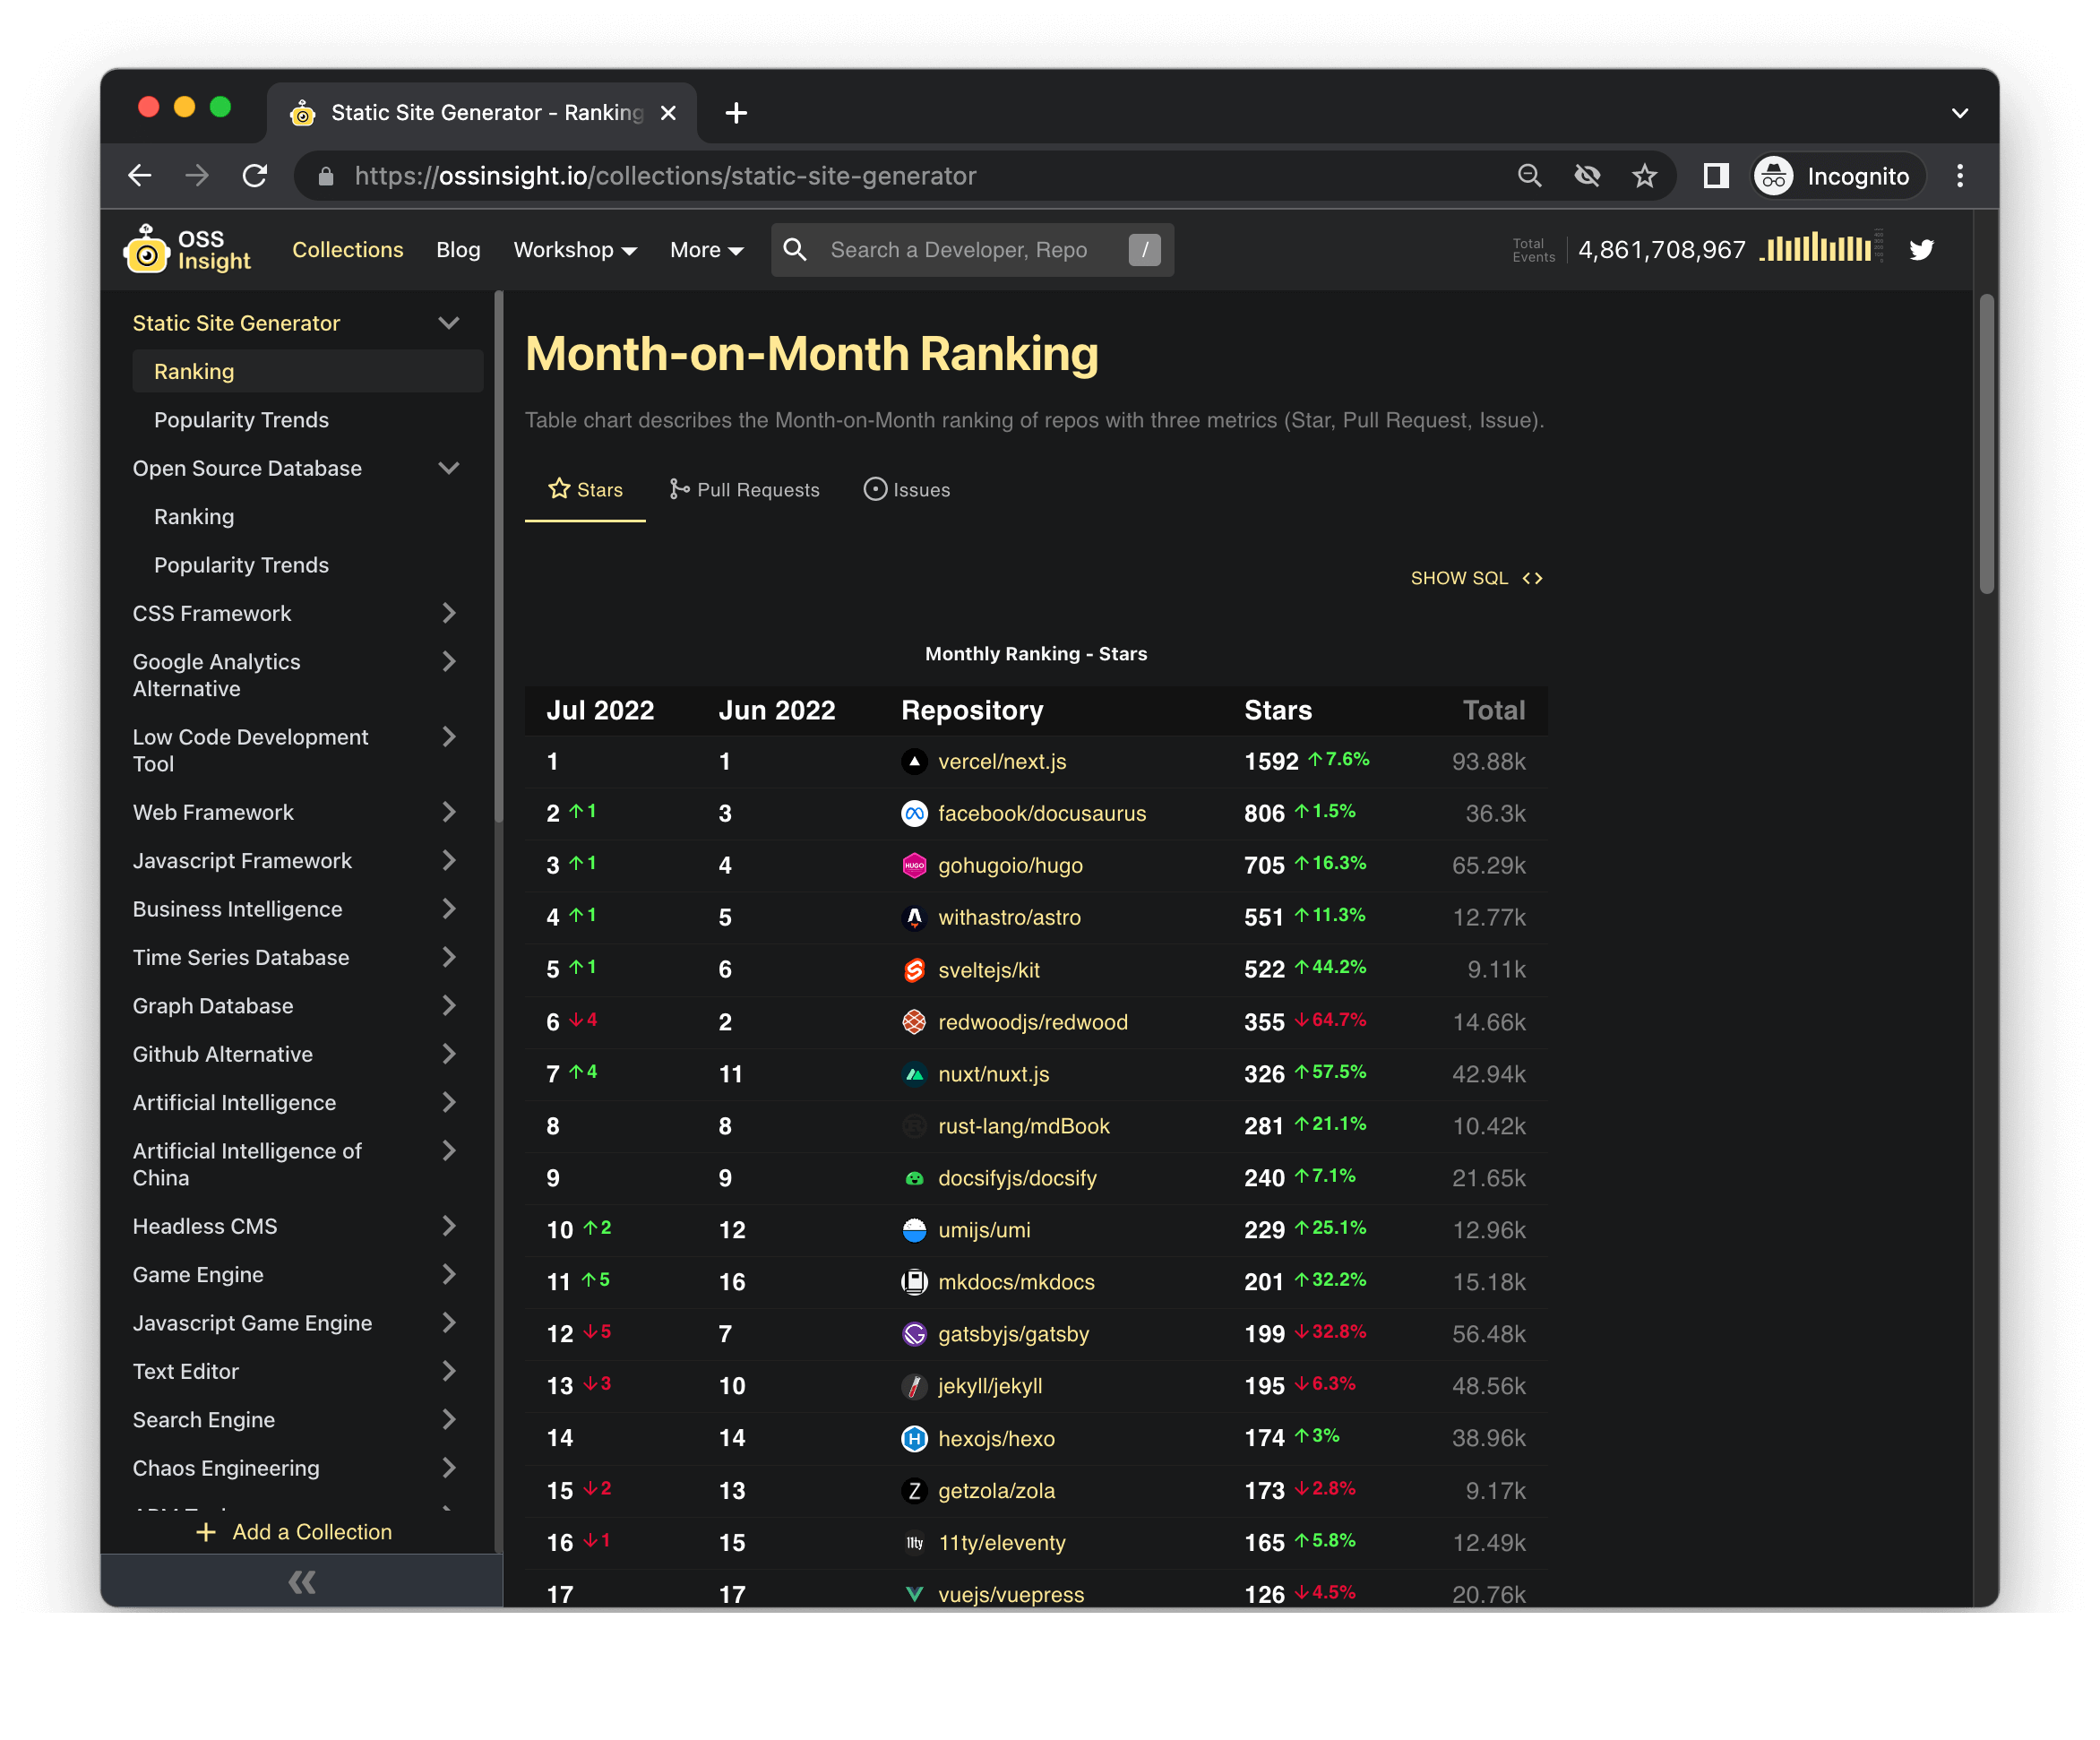 Static Site Generator - Ranking
https://ossinsight.io/collections/static-site-generator
Incognito
OSS
Insight
Collections
Blog
Workshop
More
Search a Developer, Repo
/
Total
Events
4,861,708,967
Static Site Generator
Ranking
Popularity Trends
Open Source Database
Ranking
Popularity Trends
CSS Framework
Google Analytics
Alternative
Low Code Development
Tool
Web Framework
Javascript Framework
Business Intelligence
Time Series Database
Graph Database
Github Alternative
Artificial Intelligence
Artificial Intelligence of
China
Headless CMS
Game Engine
Javascript Game Engine
Text Editor
Search Engine
Chaos Engineering
+ Add a Collection
Month-on-Month Ranking
Table chart describes the Month-on-Month ranking of repos with three metrics (Star, Pull Request, Issue).
Stars Pull Requests Issues
SHOW SQL <>
Monthly Ranking - Stars
Jul 2022 Jun 2022 Repository Stars Total
1 1 vercel/next.js 1592 ↑7.6% 93.88k
2 ↑1 3 facebook/docusaurus 806 ↑1.5% 36.3k
3 ↑1 4 HUGO gohugoio/hugo 705 ↑16.3% 65.29k
4 ↑1 5 withastro/astro 551 ↑11.3% 12.77k
5 ↑1 6 sveltejs/kit 522 ↑44.2% 9.11k
6 ↓4 2 redwoodjs/redwood 355 ↓64.7% 14.66k
7 ↑4 11 nuxt/nuxt.js 326 ↑57.5% 42.94k
8 8 rust-lang/mdBook 281 ↑21.1% 10.42k
9 9 docsifyjs/docsify 240 ↑7.1% 21.65k
10 ↑2 12 umijs/umi 229 ↑25.1% 12.96k
11 ↑5 16 mkdocs/mkdocs 201 ↑32.2% 15.18k
12 ↓5 7 gatsbyjs/gatsby 199 ↓32.8% 56.48k
13 ↓3 10 jekyll/jekyll 195 ↓6.3% 48.56k
14 14 H hexojs/hexo 174 ↑3% 38.96k
15 ↓2 13 Z getzola/zola 173 ↓2.8% 9.17k
16 ↓1 15 11ty 11ty/eleventy 165 ↑5.8% 12.49k
17 17 vuejs/vuepress 126 ↓4.5% 20.76k